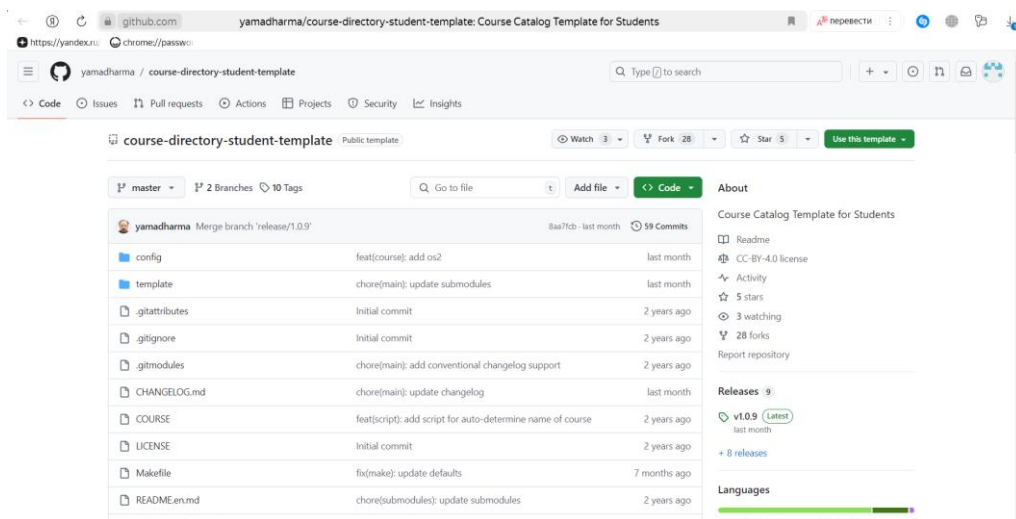 github.com yamadharma/course-directory-student-template: Course Catalog Template for Students перевести
https://yandex.ru chrome://passwo
yamadharma / course-directory-student-template Type / to search
Code Issues Pull requests Actions Projects Security Insights
course-directory-student-template Public template Watch 3 Fork 28 Star 5 Use this template
master 2 Branches 10 Tags Go to file t Add file Code
yamadharma Merge branch 'release/1.0.9' 8aa7fcb · last month 59 Commits
config feat(course): add os2 last month
template chore(main): update submodules last month
.gitattributes Initial commit 2 years ago
.gitignore Initial commit 2 years ago
.gitmodules chore(main): add conventional changelog support 2 years ago
CHANGELOG.md chore(main): update changelog last month
COURSE feat(script): add script for auto-determine name of course 2 years ago
LICENSE Initial commit 2 years ago
Makefile fix(make): update defaults 7 months ago
README.en.md chore(submodules): update submodules 2 years ago
About
Course Catalog Template for Students
Readme
CC-BY-4.0 license
Activity
5 stars
3 watching
28 forks
Report repository
Releases 9
v1.0.9 Latest
last month
+ 8 releases
Languages